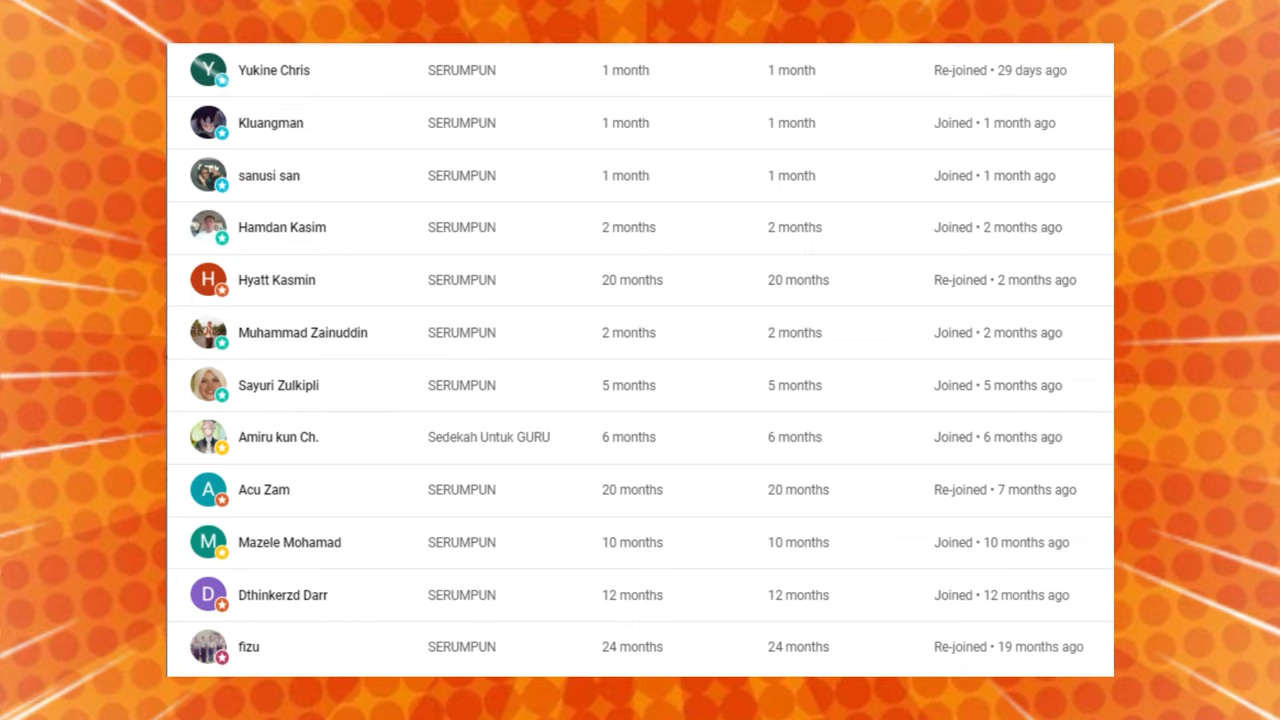 Y Yukine Chris SERUMPUN 1 month 1 month Re-joined • 29 days ago
Kluangman SERUMPUN 1 month 1 month Joined • 1 month ago
sanusi san SERUMPUN 1 month 1 month Joined • 1 month ago
Hamdan Kasim SERUMPUN 2 months 2 months Joined • 2 months ago
H Hyatt Kasmin SERUMPUN 20 months 20 months Re-joined • 2 months ago
Muhammad Zainuddin SERUMPUN 2 months 2 months Joined • 2 months ago
Sayuri Zulkipli SERUMPUN 5 months 5 months Joined • 5 months ago
Amiru kun Ch. Sedekah Untuk GURU 6 months 6 months Joined • 6 months ago
A Acu Zam SERUMPUN 20 months 20 months Re-joined • 7 months ago
M Mazele Mohamad SERUMPUN 10 months 10 months Joined • 10 months ago
D Dthinkerzd Darr SERUMPUN 12 months 12 months Joined • 12 months ago
fizu SERUMPUN 24 months 24 months Re-joined • 19 months ago